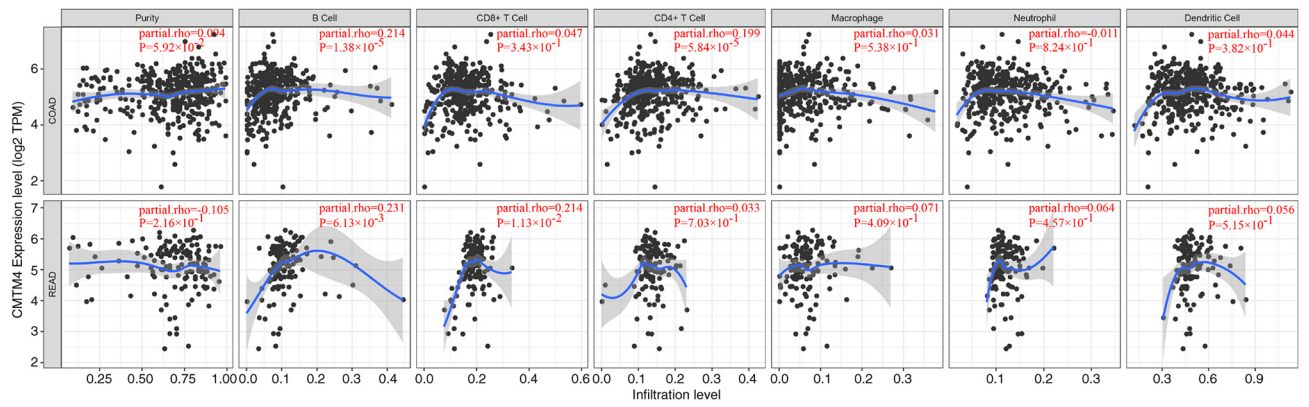 Purity
B Cell
CD8+ T Cell
CD4+ T Cell
Macrophage
Neutrophil
Dendritic Cell
CMTM4 Expression level (log2 TPM)
COAD
6
4
2
partial.rho=0.094
P=5.92×10⁻²
partial.rho=0.214
P=1.38×10⁻⁵
partial.rho=0.047
P=3.43×10⁻¹
partial.rho=0.199
P=5.84×10⁻⁵
partial.rho=0.031
P=5.38×10⁻¹
partial.rho=-0.011
P=8.24×10⁻¹
partial.rho=0.044
P=3.82×10⁻¹
READ
7
6
5
4
3
2
partial.rho=-0.105
P=2.16×10⁻¹
partial.rho=0.231
P=6.13×10⁻³
partial.rho=0.214
P=1.13×10⁻²
partial.rho=0.033
P=7.03×10⁻¹
partial.rho=0.071
P=4.09×10⁻¹
partial.rho=0.064
P=4.57×10⁻¹
partial.rho=0.056
P=5.15×10⁻¹
0.25 0.50 0.75 1.00
0.0 0.1 0.2 0.3 0.4
0.0 0.2 0.4 0.6
0.0 0.1 0.2 0.3 0.4
0.0 0.1 0.2 0.3
0.1 0.2 0.3
0.3 0.6 0.9
Infiltration level